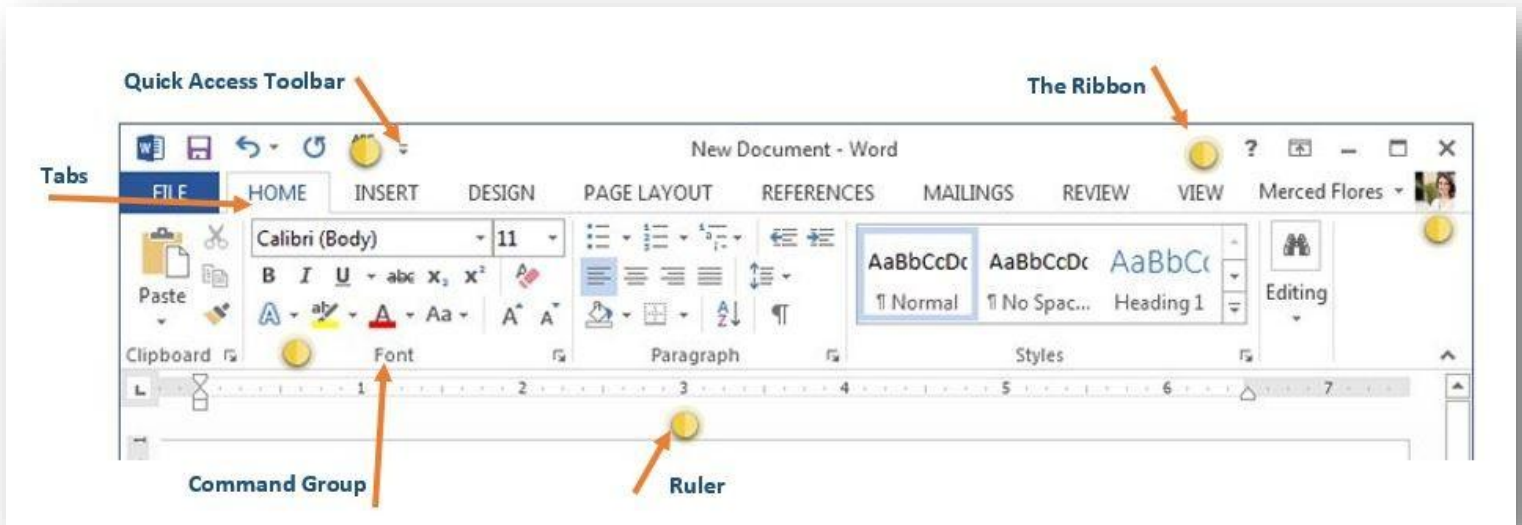 Quick Access Toolbar
The Ribbon
New Document - Word
?
Tabs
FILE HOME INSERT DESIGN PAGE LAYOUT REFERENCES MAILINGS REVIEW VIEW Merced Flores
Calibri (Body) 11
AaBbCcDc AaBbCcDc AaBbC
B I U abc X₂ X² 
Paste
¶ Normal ¶ No Spac... Heading 1
Editing
A aby A Aa A A A Z ¶
Clipboard Font Paragraph Styles
L 1 2 3 4 5 6 7
Command Group
Ruler